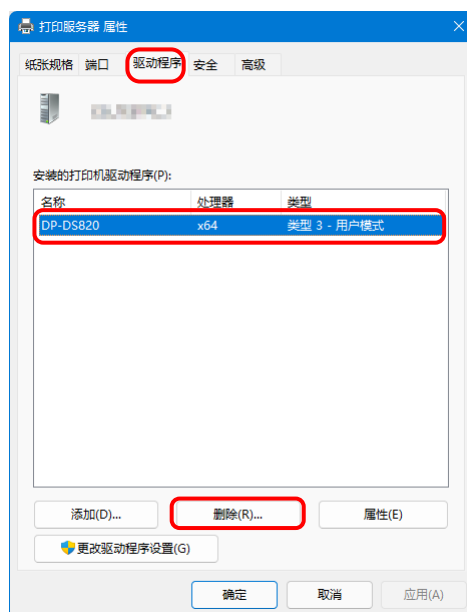 打印服务器 属性
纸张规格 端口 驱动程序 安全 高级
安装的打印机驱动程序(P):
名称 处理器 类型
DP-DS820 x64 类型 3 - 用户模式
添加(D)... 删除(R)... 属性(E)
更改驱动程序设置(G)
确定 取消 应用(A)